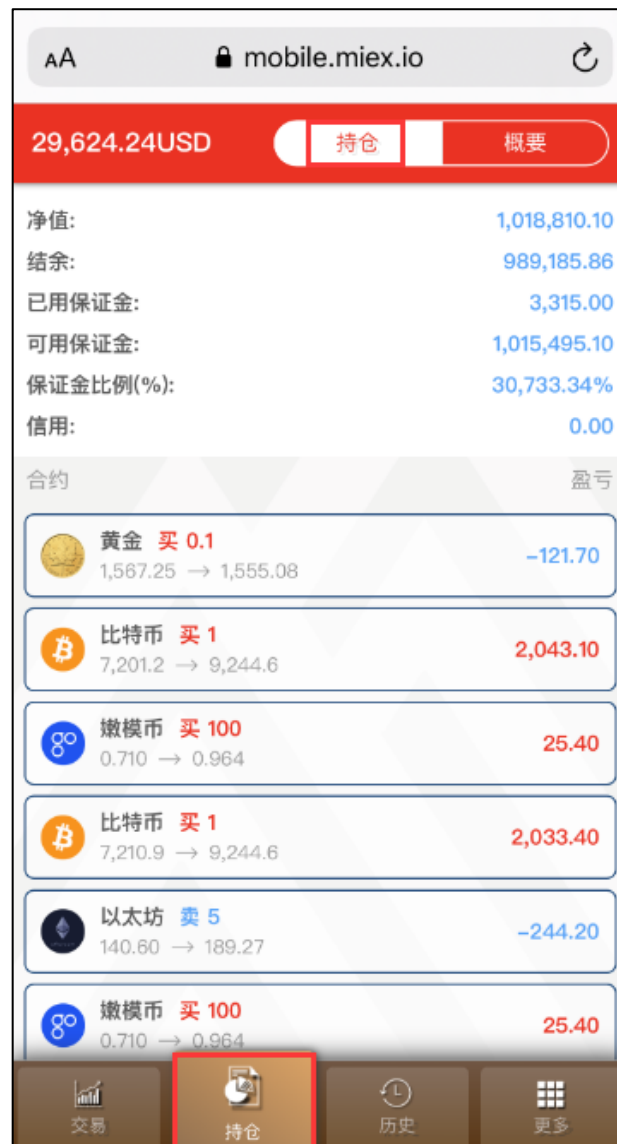 AA mobile.miex.io
29,624.24USD 持仓 概要
净值: 1,018,810.10
结余: 989,185.86
已用保证金: 3,315.00
可用保证金: 1,015,495.10
保证金比例(%): 30,733.34%
信用: 0.00
合约 盈亏
黄金 买 0.1
1,567.25 → 1,555.08
-121.70
比特币 买 1
7,201.2 → 9,244.6
2,043.10
嫩模币 买 100
0.710 → 0.964
25.40
比特币 买 1
7,210.9 → 9,244.6
2,033.40
以太坊 卖 5
140.60 → 189.27
-244.20
嫩模币 买 100
0.710 → 0.964
25.40
交易 持仓 历史 更多